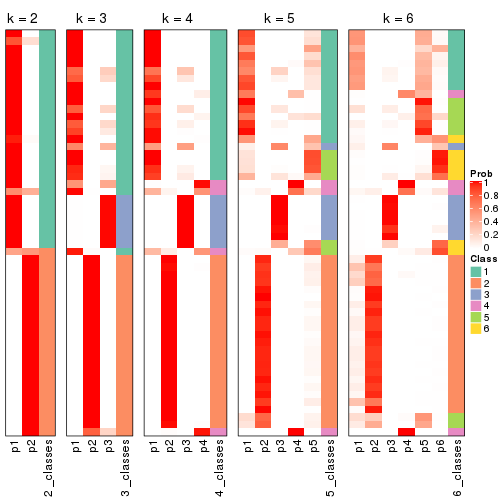 k = 2
k = 3
k = 4
k = 5
k = 6
p1
p2
2_classes
p1
p2
p3
3_classes
p1
p2
p3
p4
4_classes
p1
p2
p3
p4
p5
5_classes
p1
p2
p3
p4
p5
p6
6_classes
Prob
1
0.8
0.6
0.4
0.2
0
Class
1
2
3
4
5
6